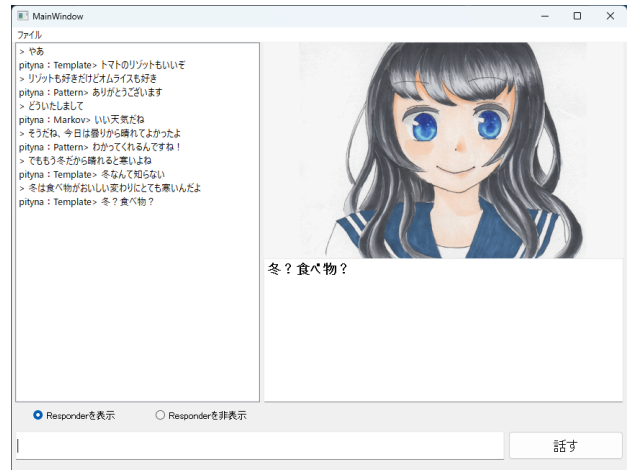 MainWindow
ファイル
> やあ
pityna：Template> トマトのリゾットもいいぞ
> リゾットも好きだけどオムライスも好き
pityna：Pattern> ありがとうございます
> どういたしまして
pityna：Markov> いい天気だね
> そうだね、今日は曇りから晴れてよかったよ
pityna：Pattern> わかってくれるんですね！
> でももう冬だから晴れると寒いよね
pityna：Template> 冬なんて知らない
> 冬は食べ物がおいしい変わりにとても寒いんだよ
pityna：Template> 冬？食べ物？
冬？食べ物？
Responderを表示
Responderを非表示
話す